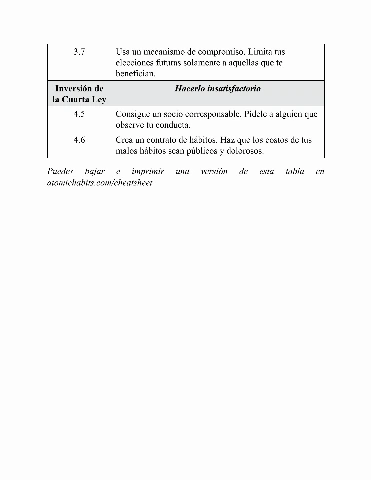 3.7 Usa un mecanismo de compromiso. Limita tus
elecciones futuras solamente a aquellas que te
benefician.
Inversión de Hacerlo insatisfactorio
la Cuarta Ley
4.5 Consigue un socio corresponsable. Pídele a alguien que
observe tu conducta.
4.6 Crea un contrato de hábitos. Haz que los costos de tus
malos hábitos sean públicos y dolorosos.
Puedes bajar e imprimir una versión de esta tabla en
atomichabits.com/cheatsheet